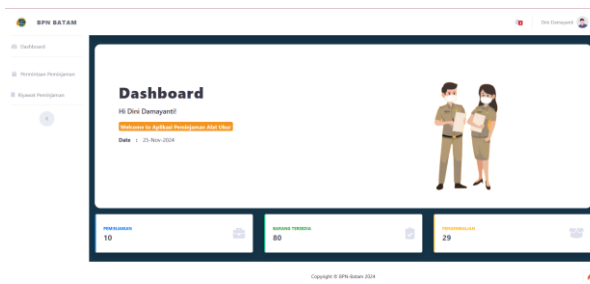 BPN BATAM
Dini Damayanti
Dashboard
Permintaan Peminjaman
Riwayat Peminjaman
Dashboard
Hi Dini Damayanti!
Welcome to Aplikasi Peminjaman Alat Ukur
Date : 25-Nov-2024
PEMINJAMAN
10
BARANG TERSEDIA
80
PENGEMBALIAN
29
Copyright © BPN-Batam 2024